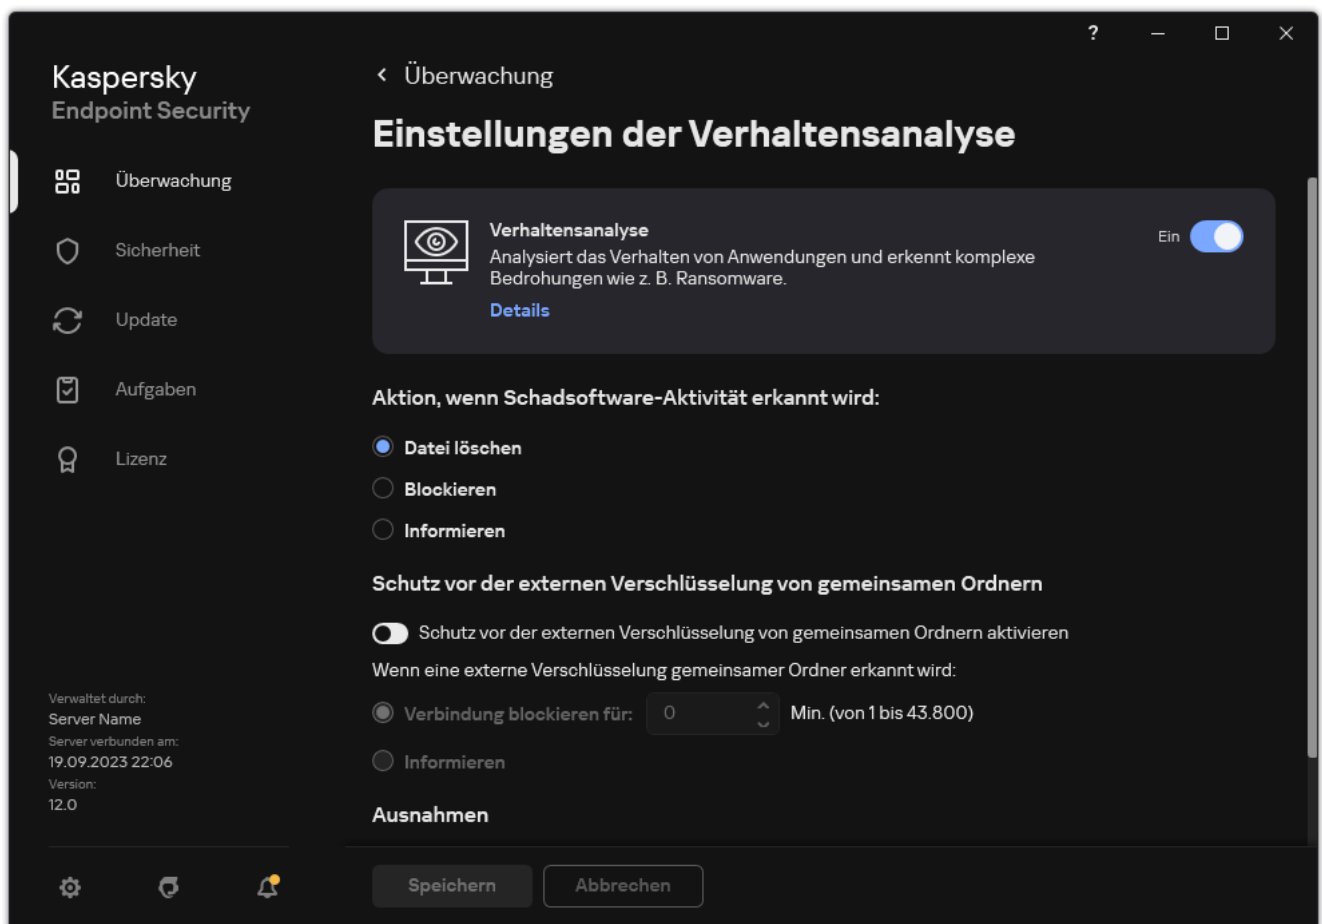 ?
Kaspersky
Endpoint Security
Überwachung
Sicherheit
Update
Aufgaben
Lizenz
Verwaltet durch:
Server Name
Server verbunden am:
19.09.2023 22:06
Version:
12.0
Überwachung
Einstellungen der Verhaltensanalyse
Verhaltensanalyse
Analysiert das Verhalten von Anwendungen und erkennt komplexe
Bedrohungen wie z. B. Ransomware.
Details
Ein
Aktion, wenn Schadsoftware-Aktivität erkannt wird:
Datei löschen
Blockieren
Informieren
Schutz vor der externen Verschlüsselung von gemeinsamen Ordnern
Schutz vor der externen Verschlüsselung von gemeinsamen Ordnern aktivieren
Wenn eine externe Verschlüsselung gemeinsamer Ordner erkannt wird:
Verbindung blockieren für: 0 Min. (von 1 bis 43.800)
Informieren
Ausnahmen
Speichern
Abbrechen